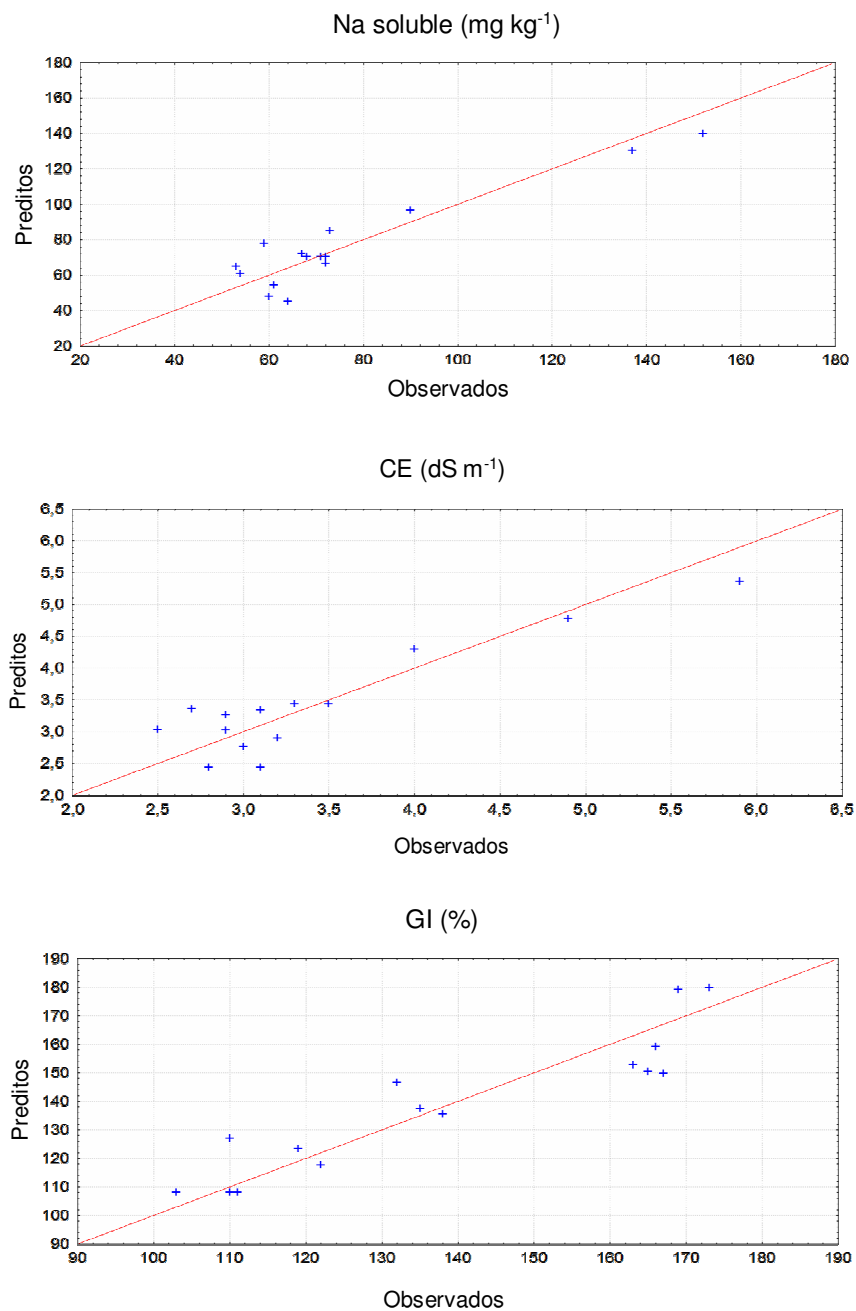 Na soluble (mg kg⁻¹)
180
160
140
120
100
80
60
40
20
Preditos
20 40 60 80 100 120 140 160 180
Observados
CE (dS m⁻¹)
6,5
6,0
5,5
5,0
4,5
4,0
3,5
3,0
2,5
2,0
Preditos
2,0 2,5 3,0 3,5 4,0 4,5 5,0 5,5 6,0 6,5
Observados
GI (%)
190
180
170
160
150
140
130
120
110
100
90
Preditos
90 100 110 120 130 140 150 160 170 180 190
Observados